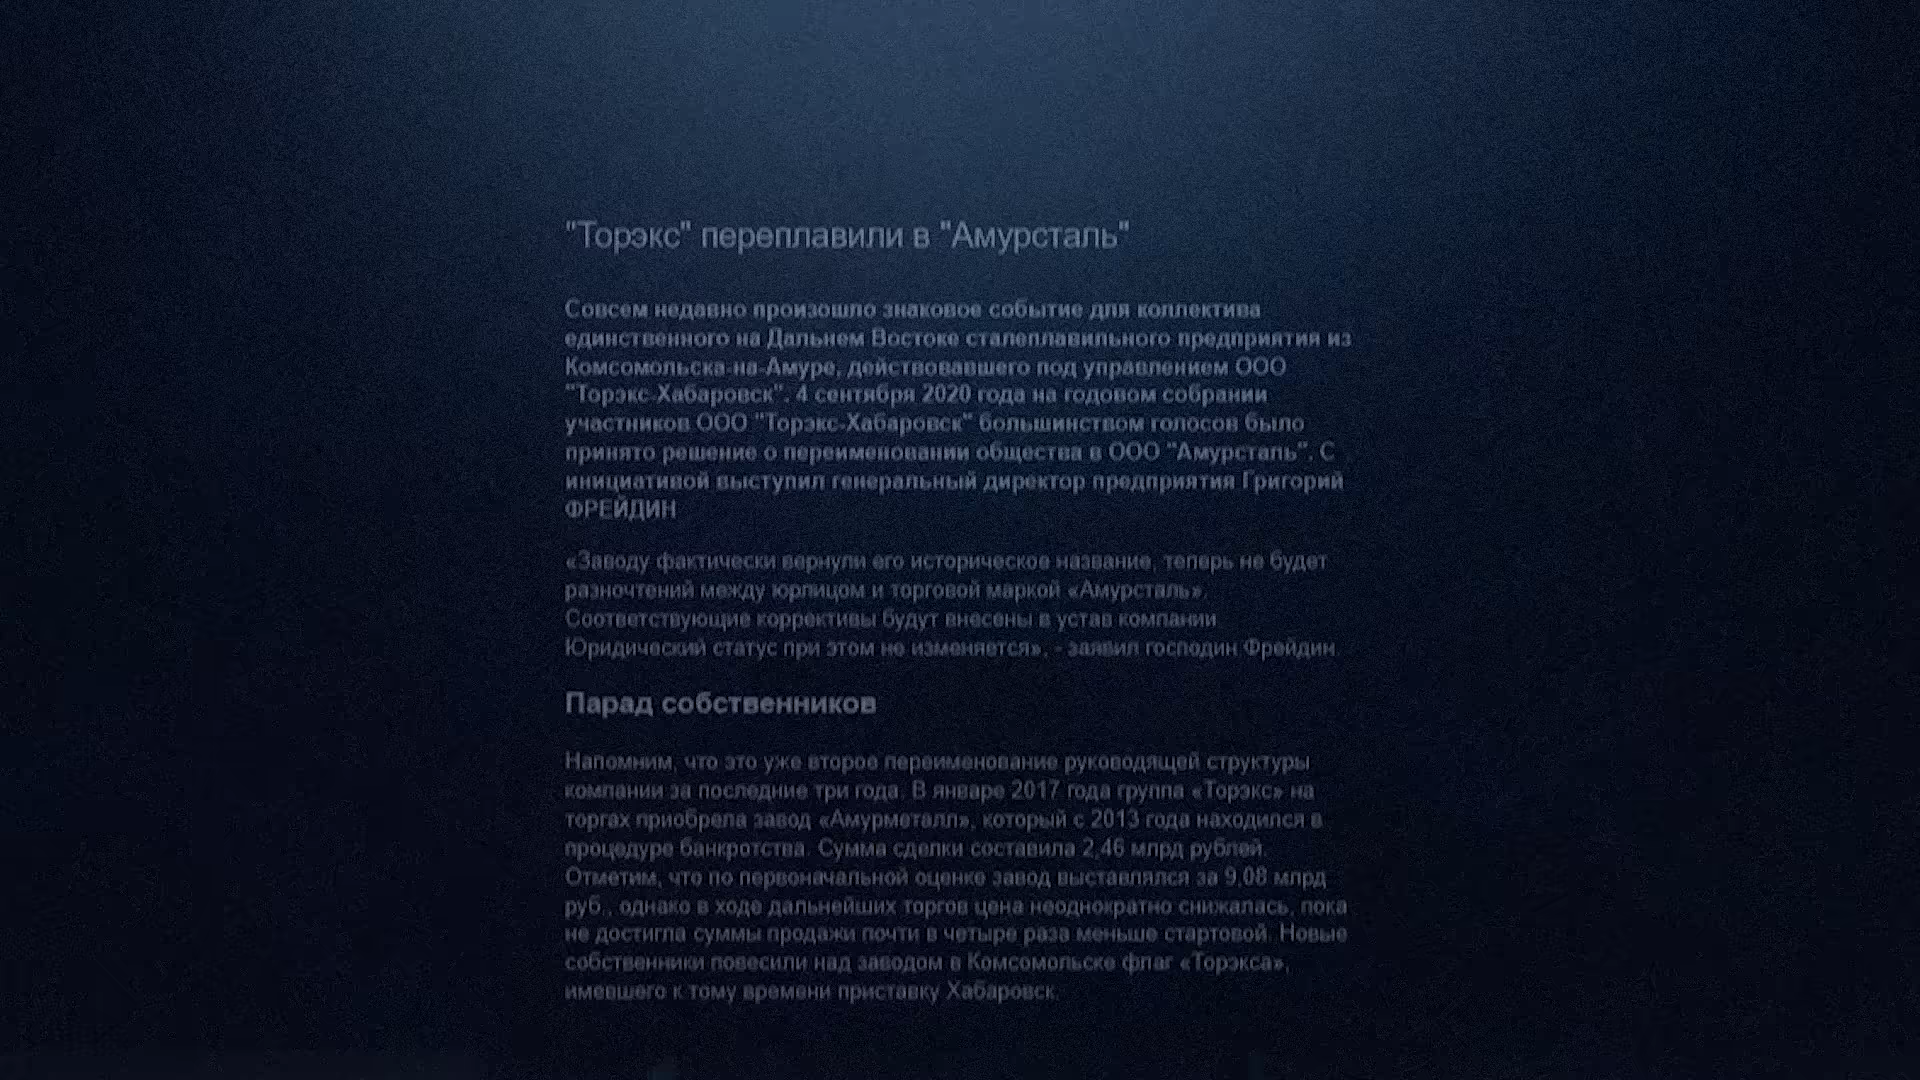 "Торэкс" переплавили в "Амурсталь"
Совсем недавно произошло знаковое событие для коллектива
единственного на Дальнем Востоке сталеплавильного предприятия из
Комсомольска-на-Амуре, действовавшего под управлением ООО
"Торэкс-Хабаровск". 4 сентября 2020 года на годовом собрании
участников ООО "Торэкс-Хабаровск" большинством голосов было
принято решение о переименовании общества в ООО "Амурсталь". С
инициативой выступил генеральный директор предприятия Григорий
ФРЕЙДИН
«Заводу фактически вернули его историческое название, теперь не будет
разночтений между юрлицом и торговой маркой «Амурсталь».
Соответствующие коррективы будут внесены в устав компании
Юридический статус при этом не изменяется», - заявил господин Фрейдин.
Парад собственников
Напомним, что это уже второе переименование руководящей структуры
компании за последние три года. В январе 2017 года группа «Торэкс» на
торгах приобрела завод «Амурметалл», который с 2013 года находился в
процедуре банкротства. Сумма сделки составила 2,46 млрд рублей.
Отметим, что по первоначальной оценке завод выставлялся за 9,08 млрд
руб., однако в ходе дальнейших торгов цена неоднократно снижалась, пока
не достигла суммы продажи почти в четыре раза меньше стартовой. Новые
собственники повесили над заводом в Комсомольске флаг «Торэкса»,
имевшего к тому времени приставку Хабаровск.